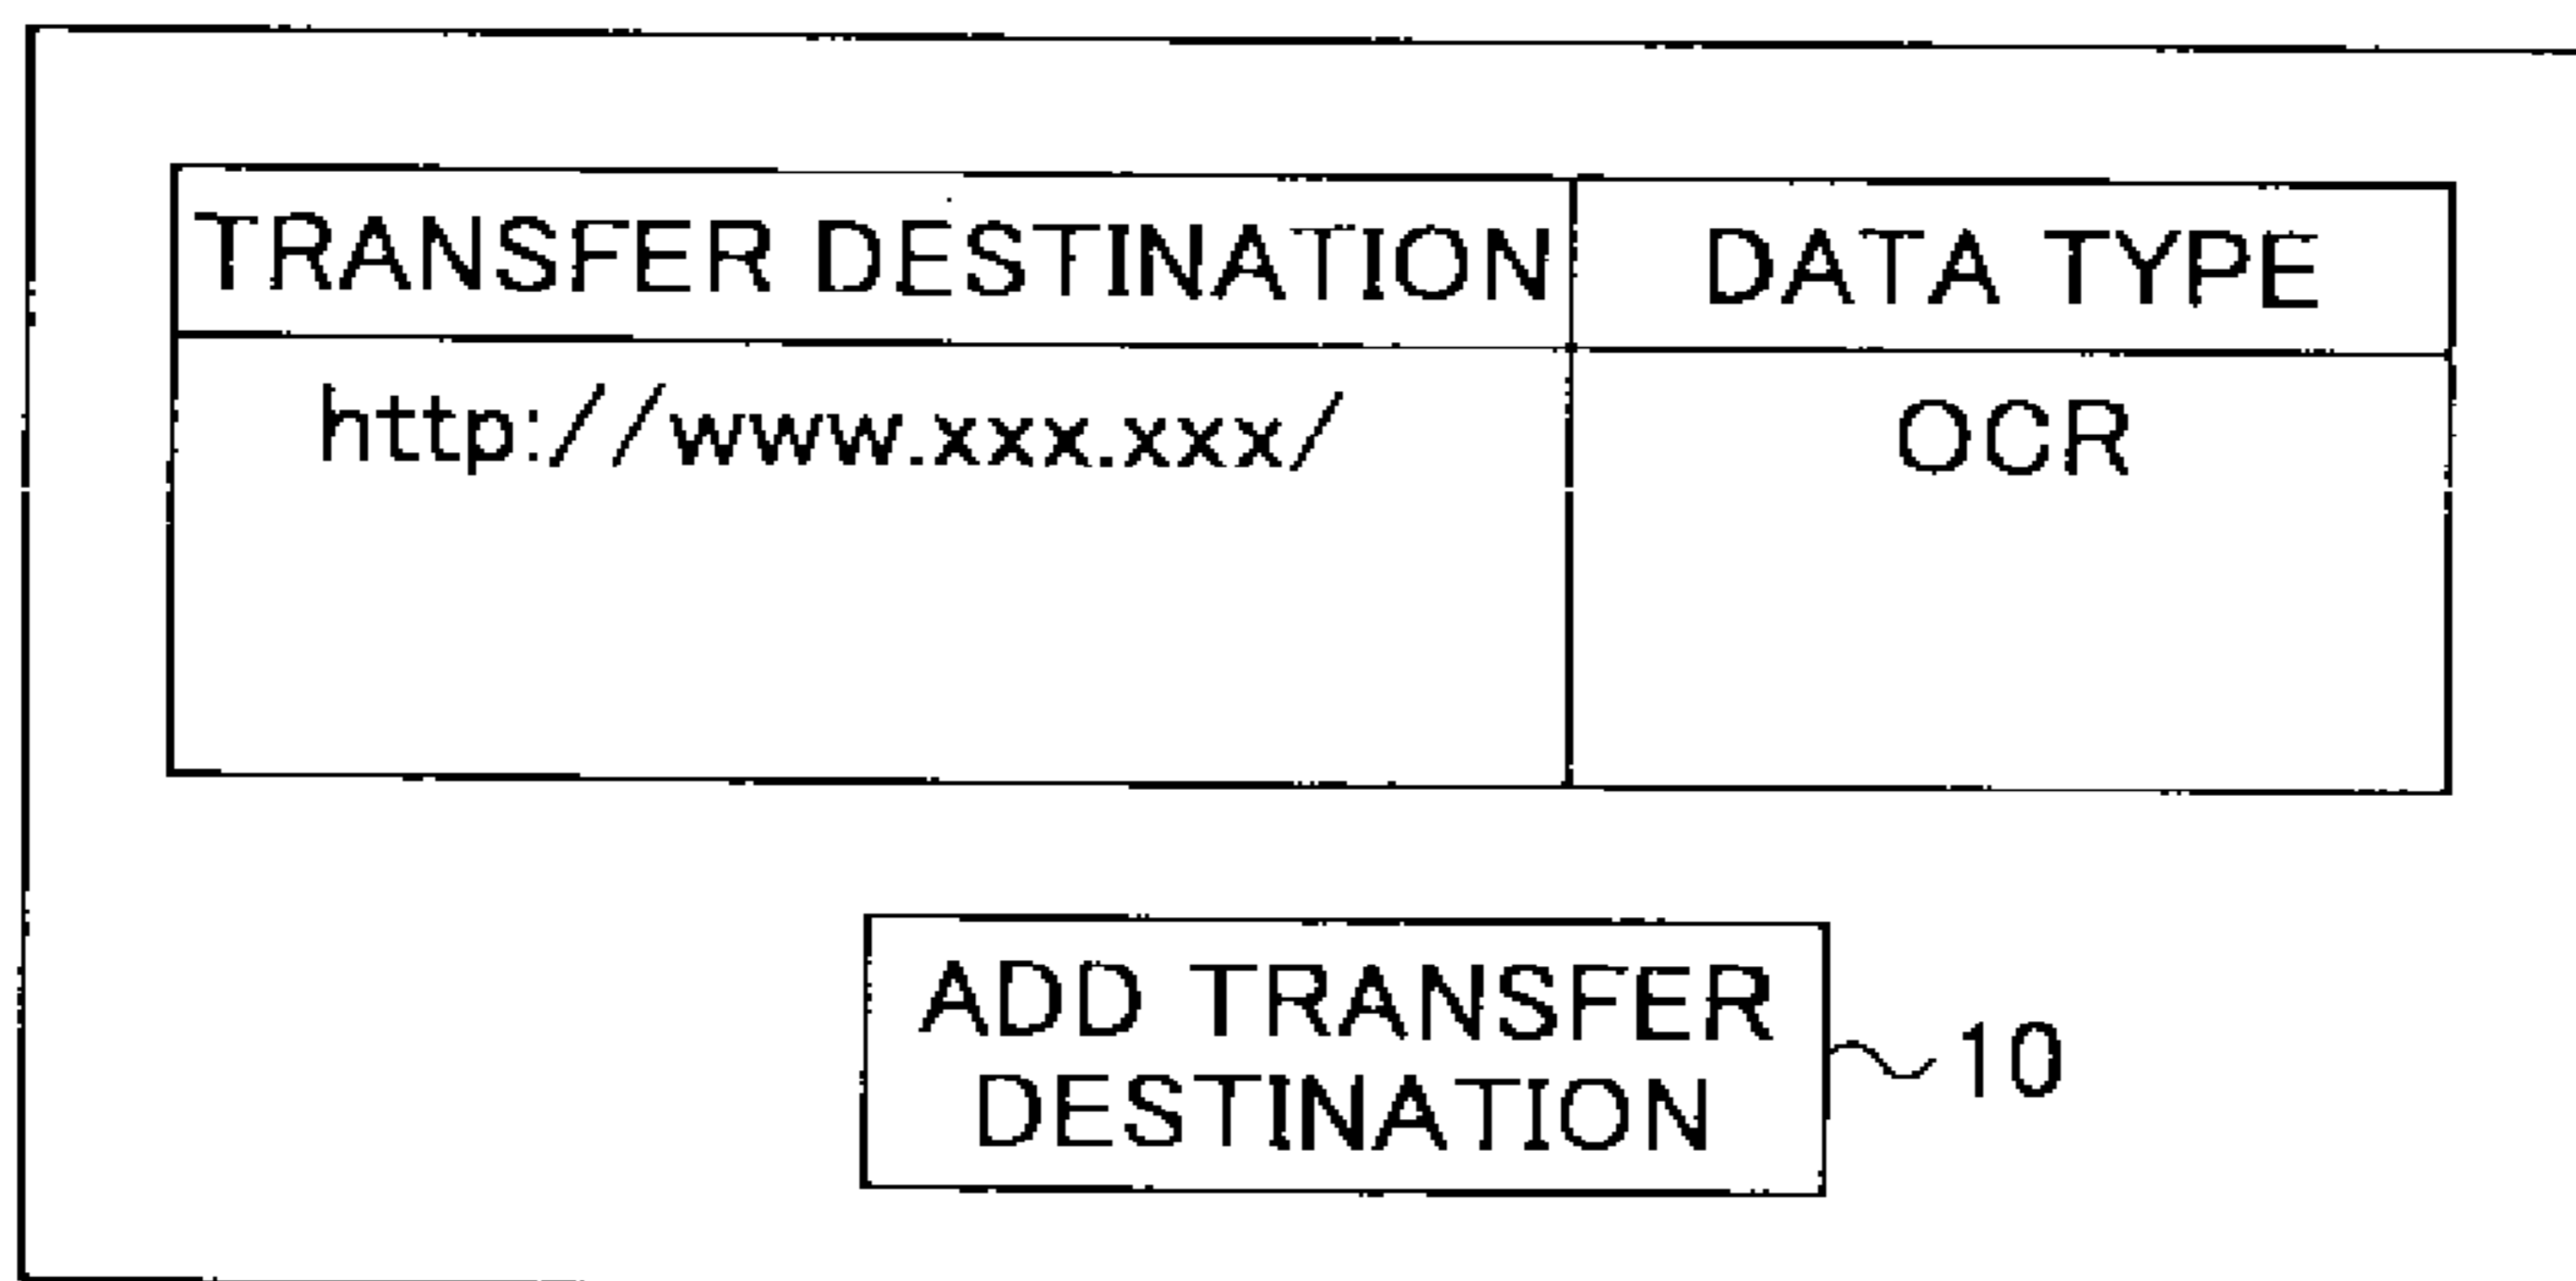 TRANSFER DESTINATION DATA TYPE
http://www.xxx.xxx/ OCR
ADD TRANSFER
DESTINATION
10